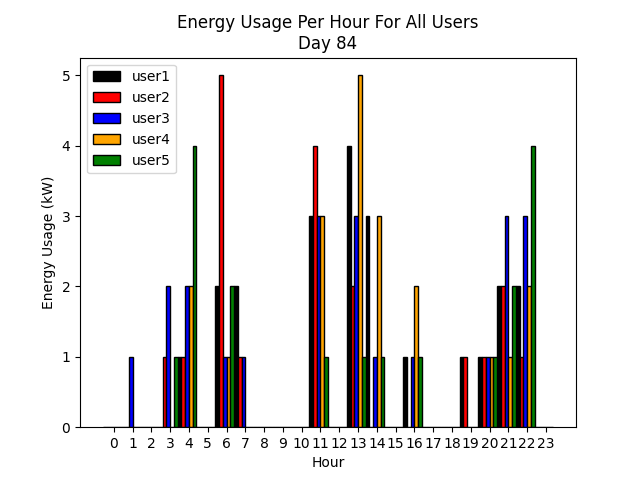 Energy Usage Per Hour For All Users
Day 84
user1
user2
user3
user4
user5
Energy Usage (kW)
5
4
3
2
1
0
0 1 2 3 4 5 6 7 8 9 10 11 12 13 14 15 16 17 18 19 20 21 22 23
Hour